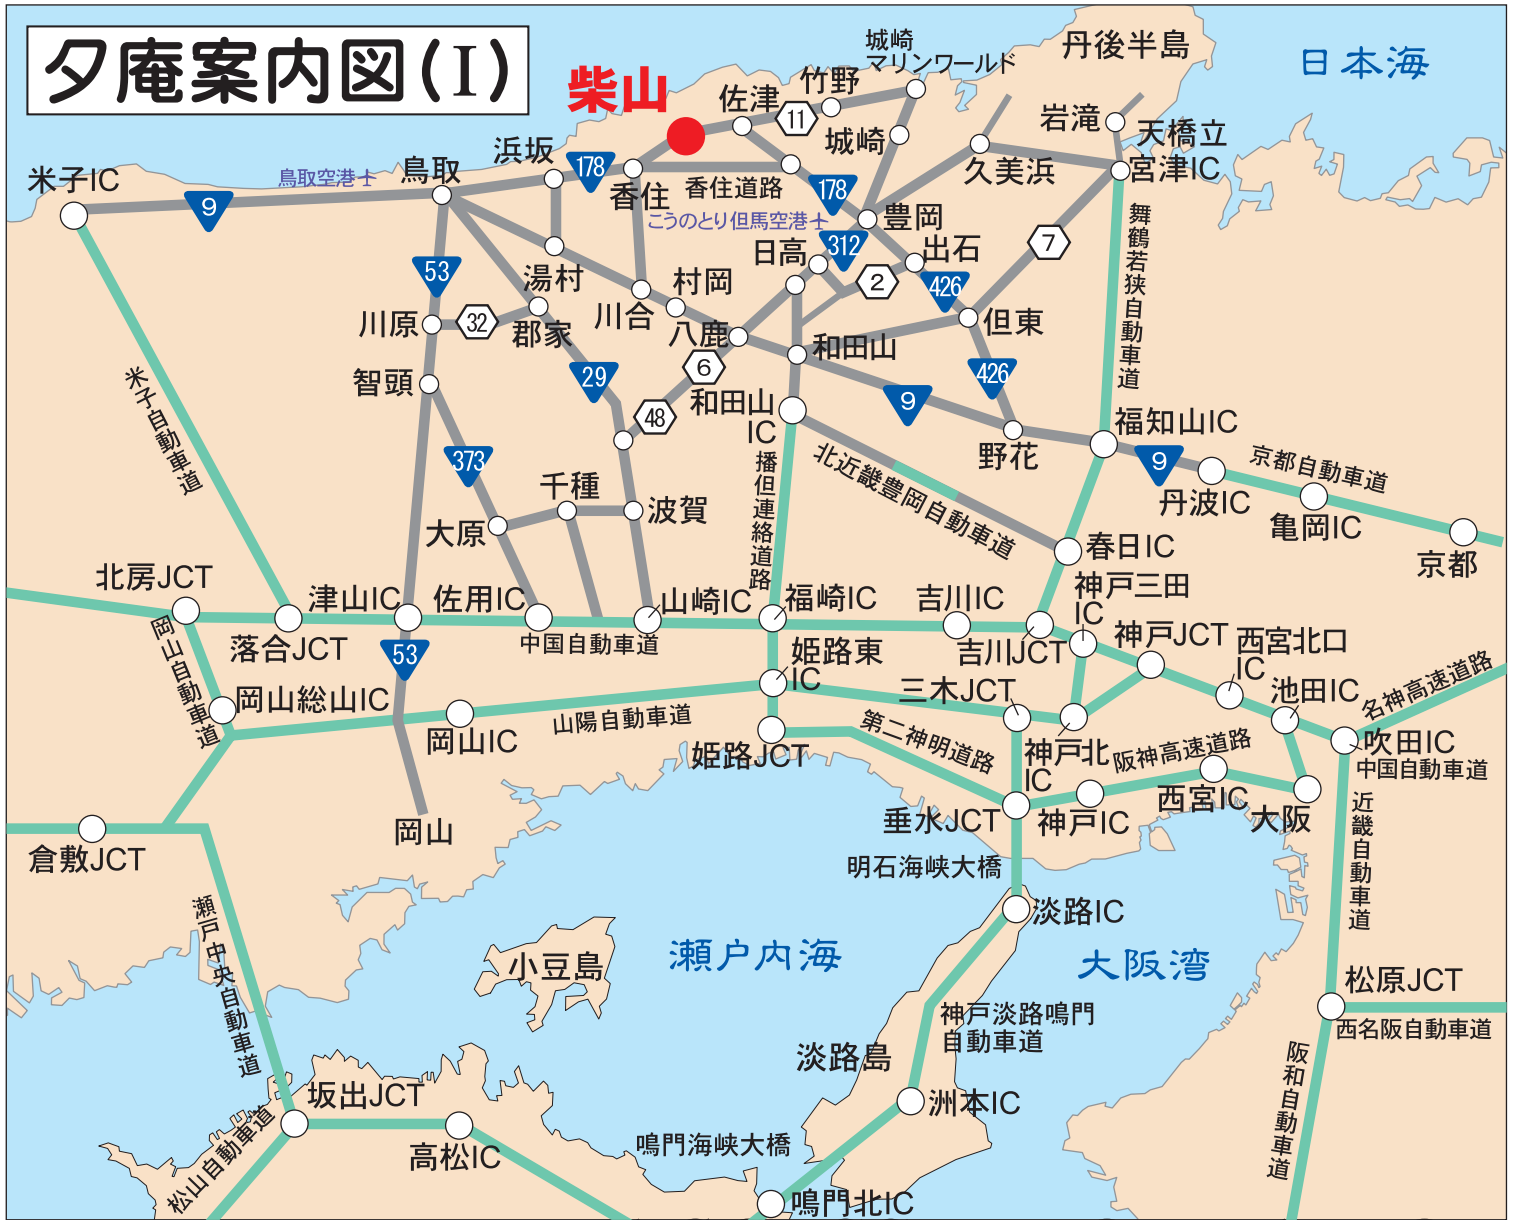 夕庵案内図(I)
柴山
城崎
マリンワールド
丹後半島
日本海
竹野
佐津
11
岩滝
天橋立
城崎
浜坂
178
鳥取
鳥取空港
米子IC
9
香住
香住道路
178
久美浜
宮津IC
こうのとり但馬空港
豊岡
312
日高
出石
7
舞鶴若狭自動車道
53
湯村
村岡
2
426
川原
32
郡家
川合
八鹿
但東
和田山
智頭
29
6
426
米子自動車道
48
和田山
IC
9
福知山IC
373
播但連絡道路
北近畿豊岡自動車道
野花
9
丹波IC
京都自動車道
亀岡IC
京都
千種
波賀
大原
春日IC
北房JCT
津山IC
佐用IC
山崎IC
福崎IC
吉川IC
神戸三田
IC
岡山自動車道
落合JCT
53
中国自動車道
吉川JCT
神戸JCT
西宮北口
IC
姫路東
IC
岡山総山IC
三木JCT
池田IC
名神高速道路
岡山IC
山陽自動車道
姫路JCT
第二神明道路
神戸北
IC
阪神高速道路
吹田IC
中国自動車道
西宮IC
大阪
岡山
垂水JCT
神戸IC
近畿自動車道
倉敷JCT
明石海峡大橋
淡路IC
瀬戸中央自動車道
小豆島
瀬戸内海
大阪湾
松原JCT
西名阪自動車道
神戸淡路鳴門
自動車道
淡路島
阪和自動車道
坂出JCT
洲本IC
松山自動車道
高松IC
鳴門海峡大橋
鳴門北IC